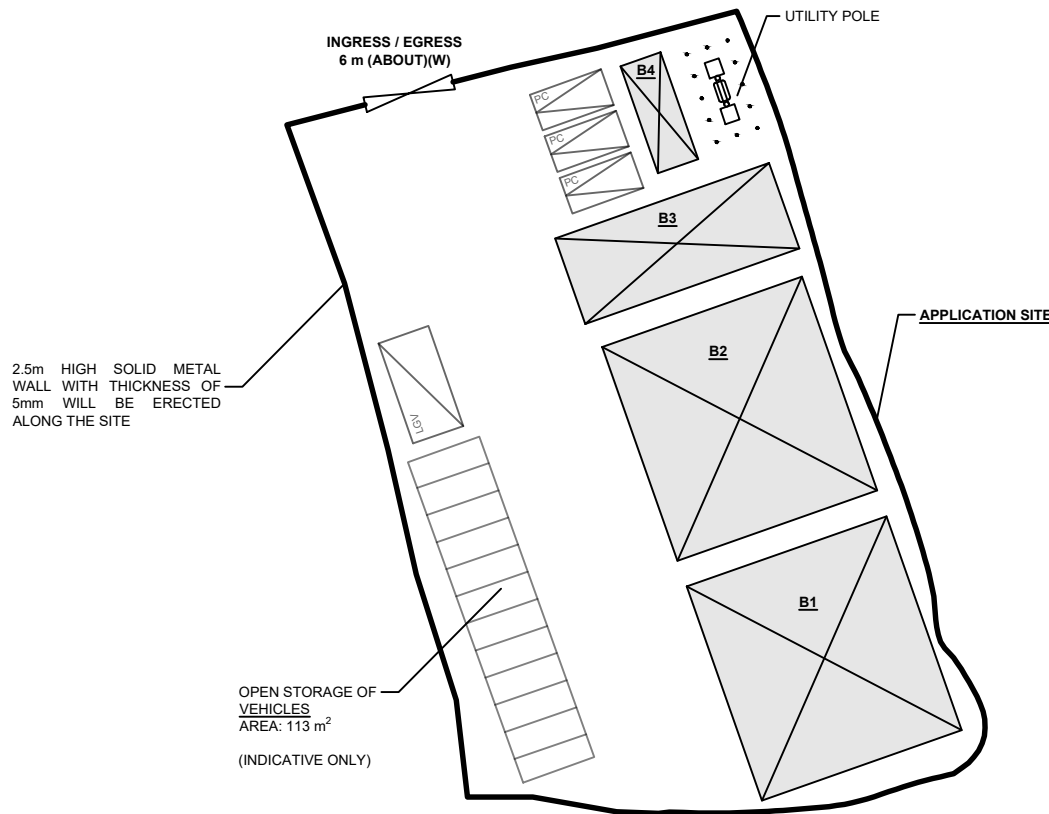 UTILITY POLE
INGRESS / EGRESS
6 m (ABOUT)(W)
B4
PC
PC
PC
B3
APPLICATION SITE
B2
2.5m HIGH SOLID METAL
WALL WITH THICKNESS OF
5mm WILL BE ERECTED
ALONG THE SITE
LGV
B1
OPEN STORAGE OF
VEHICLES
AREA: 113 m²
(INDICATIVE ONLY)